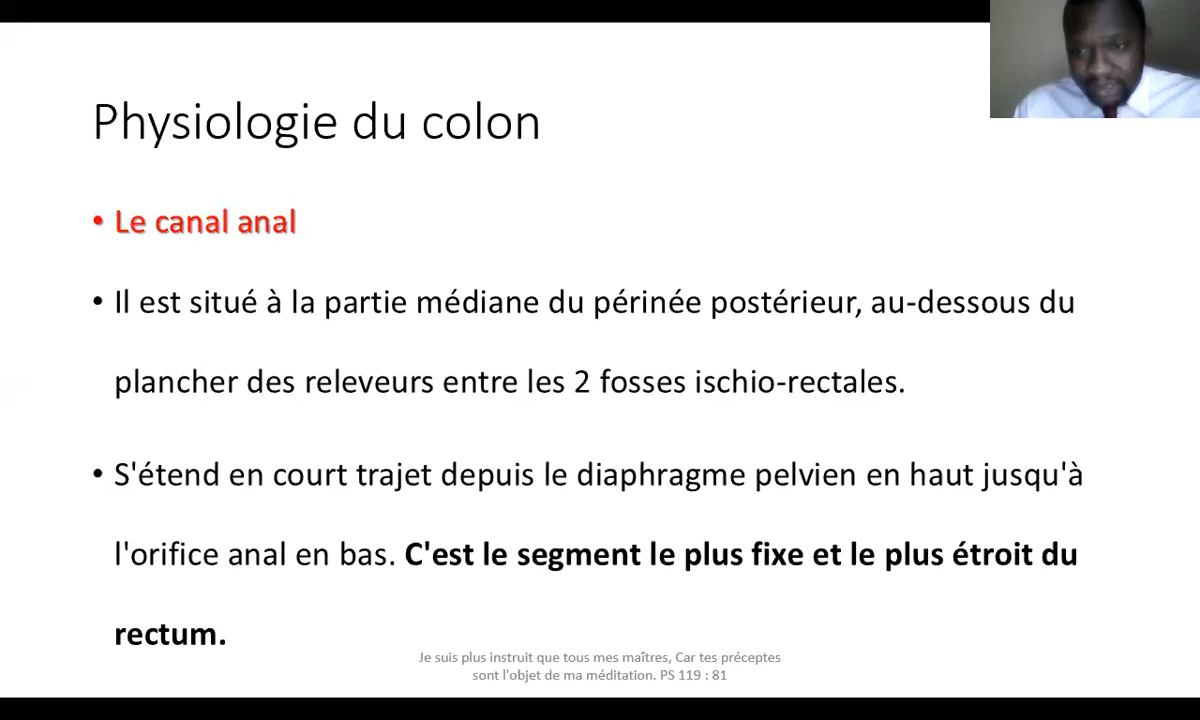 Physiologie du colon
• Le canal anal
• Il est situé à la partie médiane du périnée postérieur, au-dessous du
plancher des releveurs entre les 2 fosses ischio-rectales.
• S'étend en court trajet depuis le diaphragme pelvien en haut jusqu'à
l'orifice anal en bas. C'est le segment le plus fixe et le plus étroit du
rectum.
Je suis plus instruit que tous mes maîtres, Car tes préceptes
sont l'objet de ma méditation. PS 119 : 81